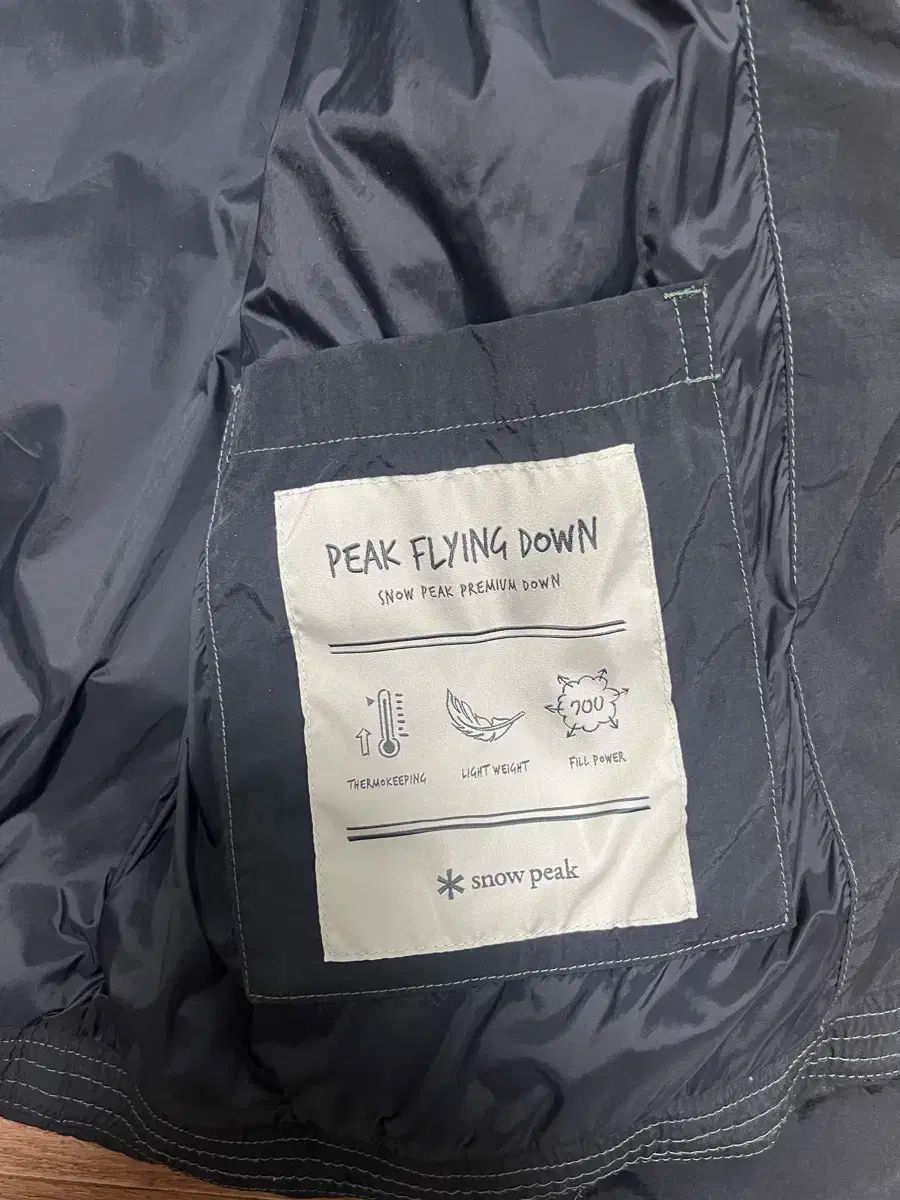 PEAK FLYING DOWN
SNOW PEAK PREMIUM DOWN
700
THERMOKEEPING LIGHT WEIGHT FILL POWER
snow peak